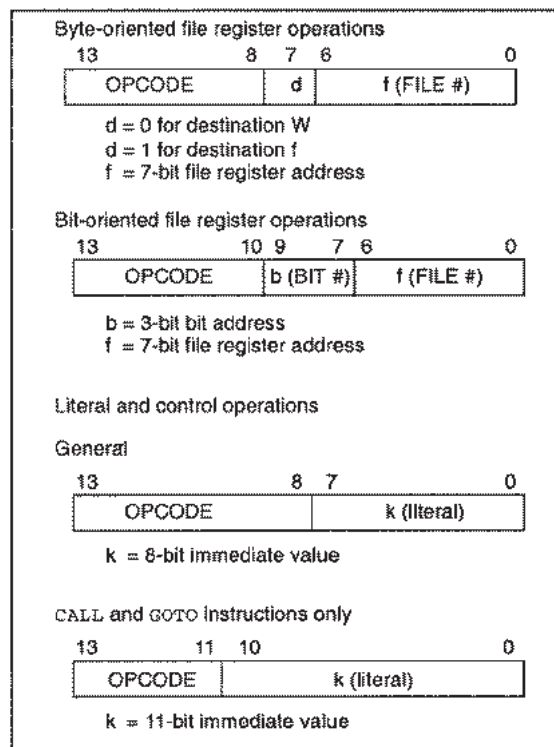 Byte-oriented file register operations
13 8 7 6 0
OPCODE d f (FILE #)
d = 0 for destination W
d = 1 for destination f
f = 7-bit file register address
Bit-oriented file register operations
13 10 9 7 6 0
OPCODE b (BIT #) f (FILE #)
b = 3-bit bit address
f = 7-bit file register address
Literal and control operations
General
13 8 7 0
OPCODE k (literal)
k = 8-bit immediate value
CALL and GOTO instructions only
13 11 10 0
OPCODE k (literal)
k = 11-bit immediate value